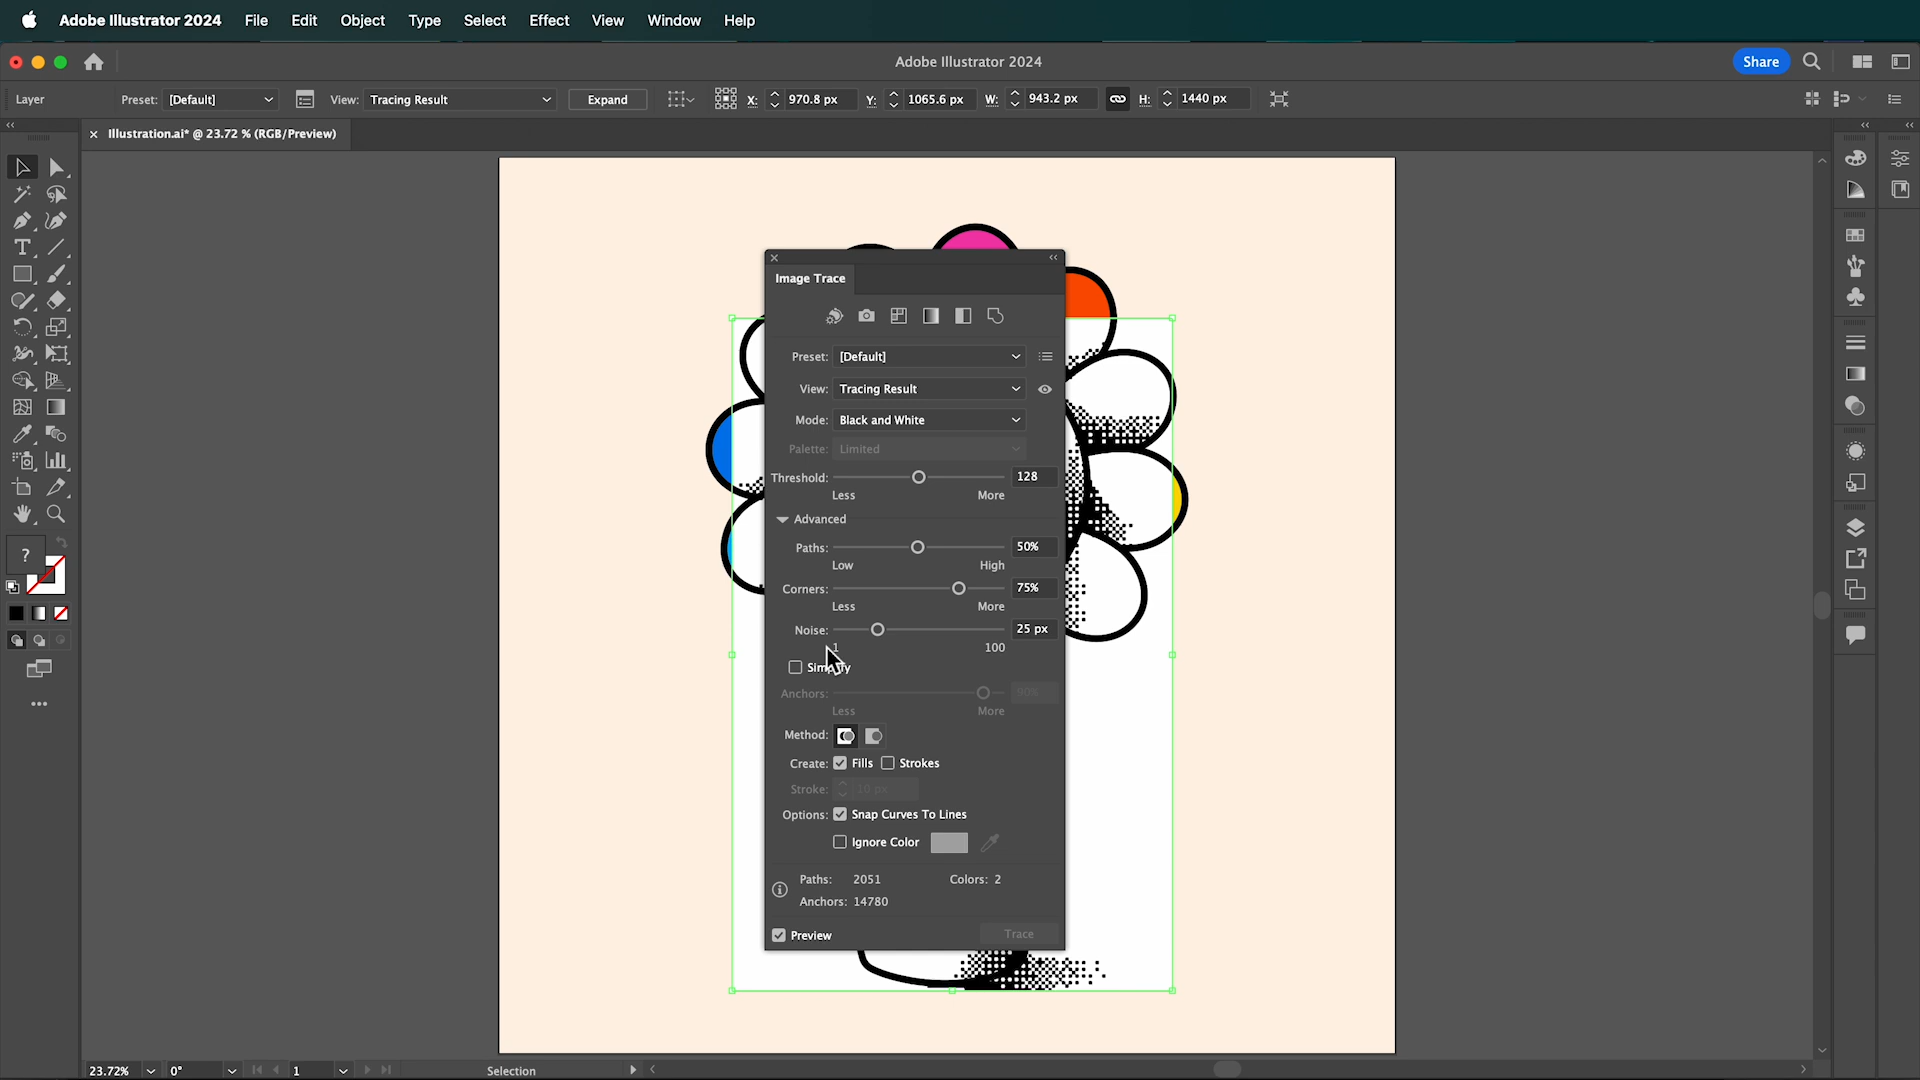 Adobe Illustrator 2024 File Edit Object Type Select Effect View Window Help
Adobe Illustrator 2024
Share
Layer Preset: [Default] View: Tracing Result Expand X: 970.8 px Y: 1065.6 px W: 943.2 px H: 1440 px
Illustration.ai* @ 23.72 % (RGB/Preview)
Image Trace
Preset: [Default]
View: Tracing Result
Mode: Black and White
Palette: Limited
Threshold: 128
Less More
Advanced
Paths: 50%
Low High
Corners: 75%
Less More
Noise: 25 px
1 100
Simplify
Anchors: 90%
Less More
Method:
Create: Fills Strokes
Stroke: 10 px
Options: Snap Curves To Lines
Ignore Color
Paths: 2051 Colors: 2
Anchors: 14780
Preview Trace
?
23.72% 0° 1 Selection